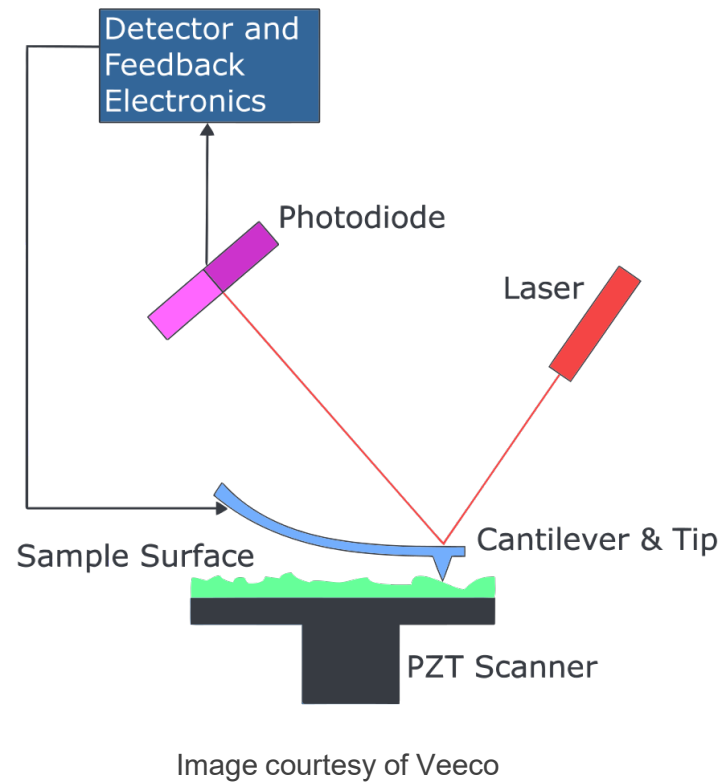 Detector and
Feedback
Electronics
Photodiode
Laser
Cantilever & Tip
Sample Surface
PZT Scanner
Image courtesy of Veeco